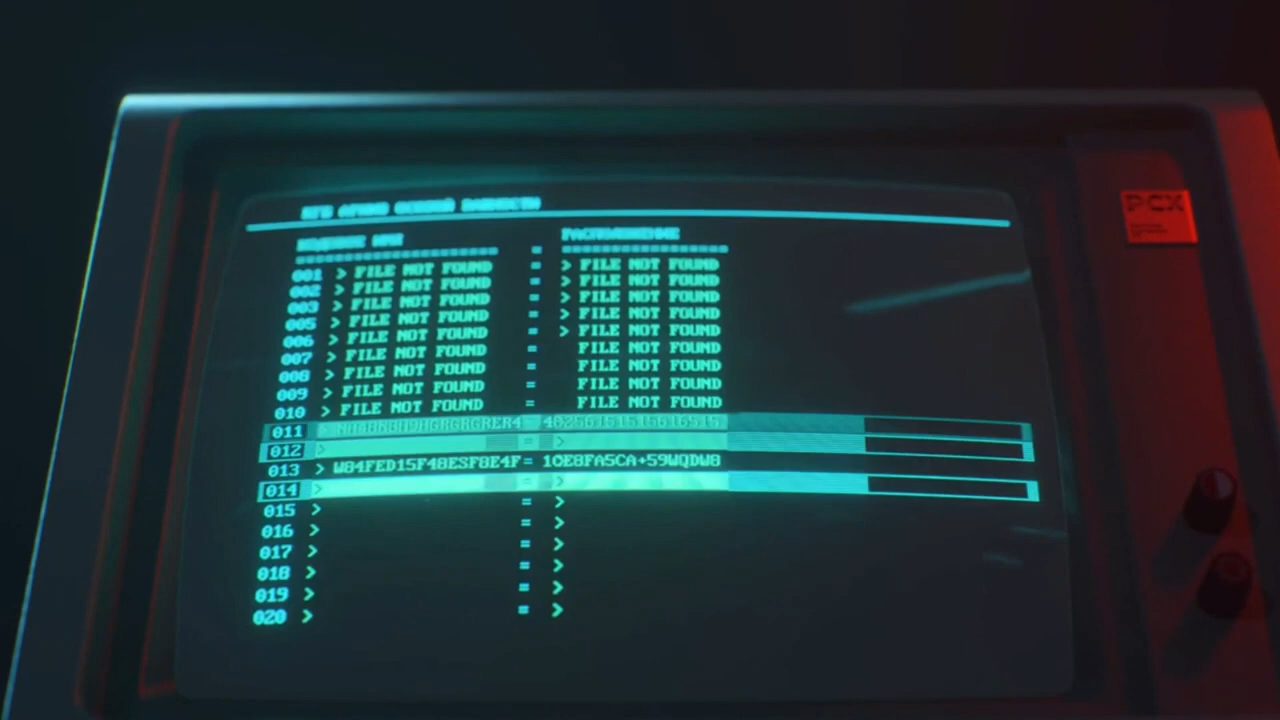 РАСПОЛОЖЕНИЕ
001 > FILE NOT FOUND = > FILE NOT FOUND
002 > FILE NOT FOUND = > FILE NOT FOUND
003 > FILE NOT FOUND = > FILE NOT FOUND
005 > FILE NOT FOUND = > FILE NOT FOUND
006 > FILE NOT FOUND = > FILE NOT FOUND
007 > FILE NOT FOUND = FILE NOT FOUND
008 > FILE NOT FOUND = FILE NOT FOUND
009 > FILE NOT FOUND = FILE NOT FOUND
010 > FILE NOT FOUND = FILE NOT FOUND
011 >
012 > = >
013 > W84FED15F48ESF8E4F = 10E8FA5CA+59WQDW8
014 > = >
015 > = >
016 > = >
017 > = >
018 > = >
019 > = >
020 > = >
PCX